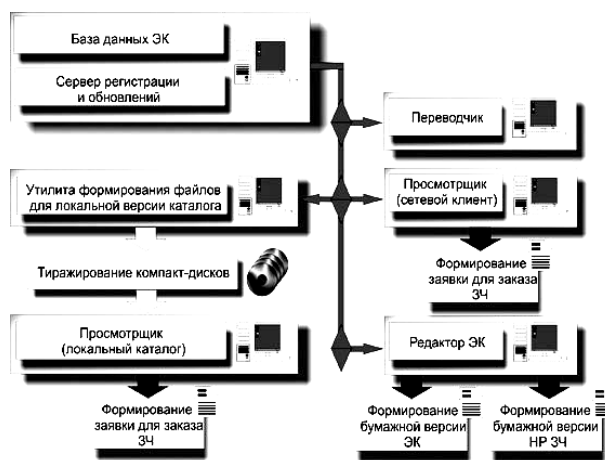 База данных ЭК
Сервер регистрации
и обновлений
Переводчик
Утилита формирования файлов
для локальной версии каталога
Просмотрщик
(сетевой клиент)
Тиражирование компакт-дисков
Формирование
заявки для заказа
ЗЧ
Просмотрщик
(локальный каталог)
Редактор ЭК
Формирование
заявки для заказа
ЗЧ
Формирование
бумажной версии
ЭК
Формирование
бумажной версии
НР ЗЧ